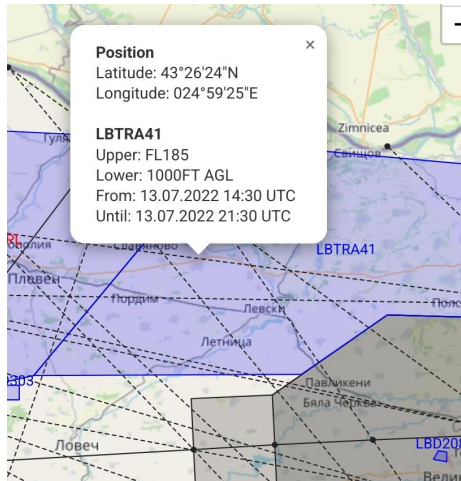 Position
×
Latitude: 43°26'24"N
Longitude: 024°59'25"E
LBTRA41
Upper: FL185
Lower: 1000FT AGL
From: 13.07.2022 14:30 UTC
Until: 13.07.2022 21:30 UTC
Zimnicea
Свищов
LBTRA41
Плевен
Пордим
Левски
Летница
Павликени
Бяла Черква
Ловеч